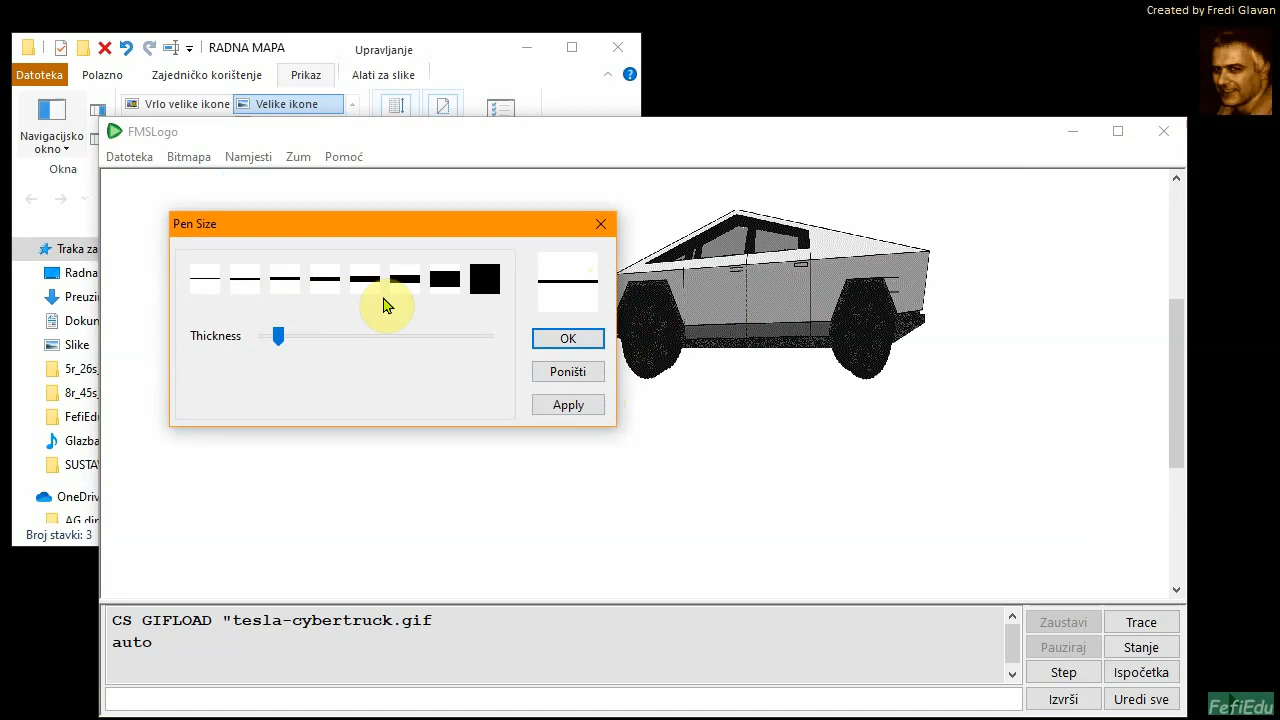 Created by Fredi Glavan
RADNA MAPA
Upravljanje
Datoteka
Polazno
Zajedničko korištenje
Prikaz
Alati za slike
Navigacijsko
okno
Vrlo velike ikone
Velike ikone
Okna
FMSLogo
Datoteka
Bitmapa
Namjesti
Zum
Pomoć
Pen Size
Thickness
OK
Poništi
Apply
Traka za
Radna
Preuzi
Dokun
Slike
5r_26s
8r_45s
FefiEd
Glazba
SUSTA
OneDriv
AG dir
Broj stavki: 3
CS GIFLOAD "tesla-cybertruck.gif
auto
Zaustavi
Trace
Pauziraj
Stanje
Step
Ispočetka
Izvrši
Uredi sve
FefiEdu